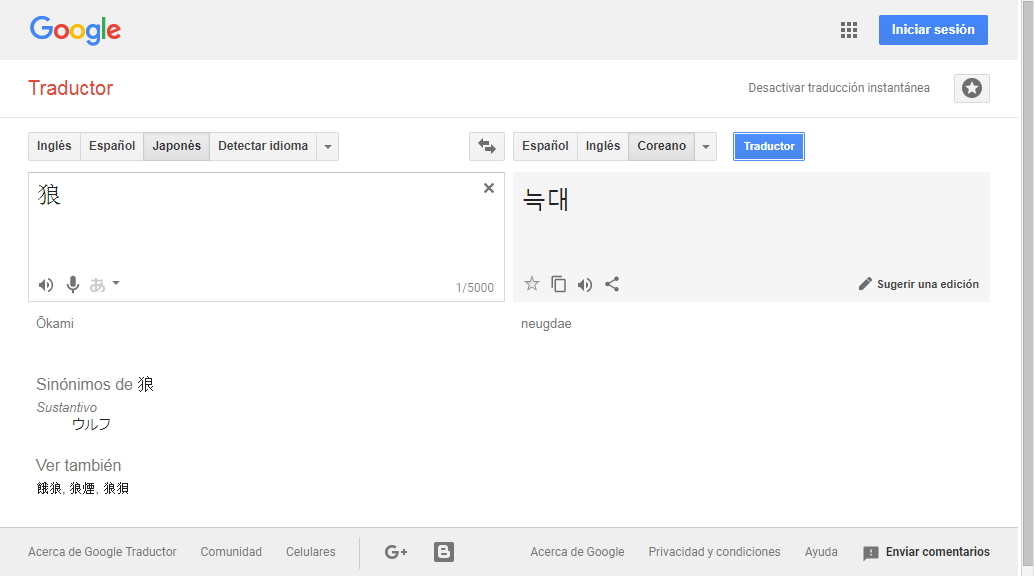 Google
Iniciar sesión
Traductor
Desactivar traducción instantánea
Inglés Español Japonés Detectar idioma
Español Inglés Coreano Traductor
狼
늑대
あ
1/5000
Sugerir una edición
Ōkami
neugdae
Sinónimos de 狼
Sustantivo
ウルフ
Ver también
餓狼, 狼煙, 狼狽
Acerca de Google Traductor Comunidad Celulares G+ B Acerca de Google Privacidad y condiciones Ayuda Enviar comentarios